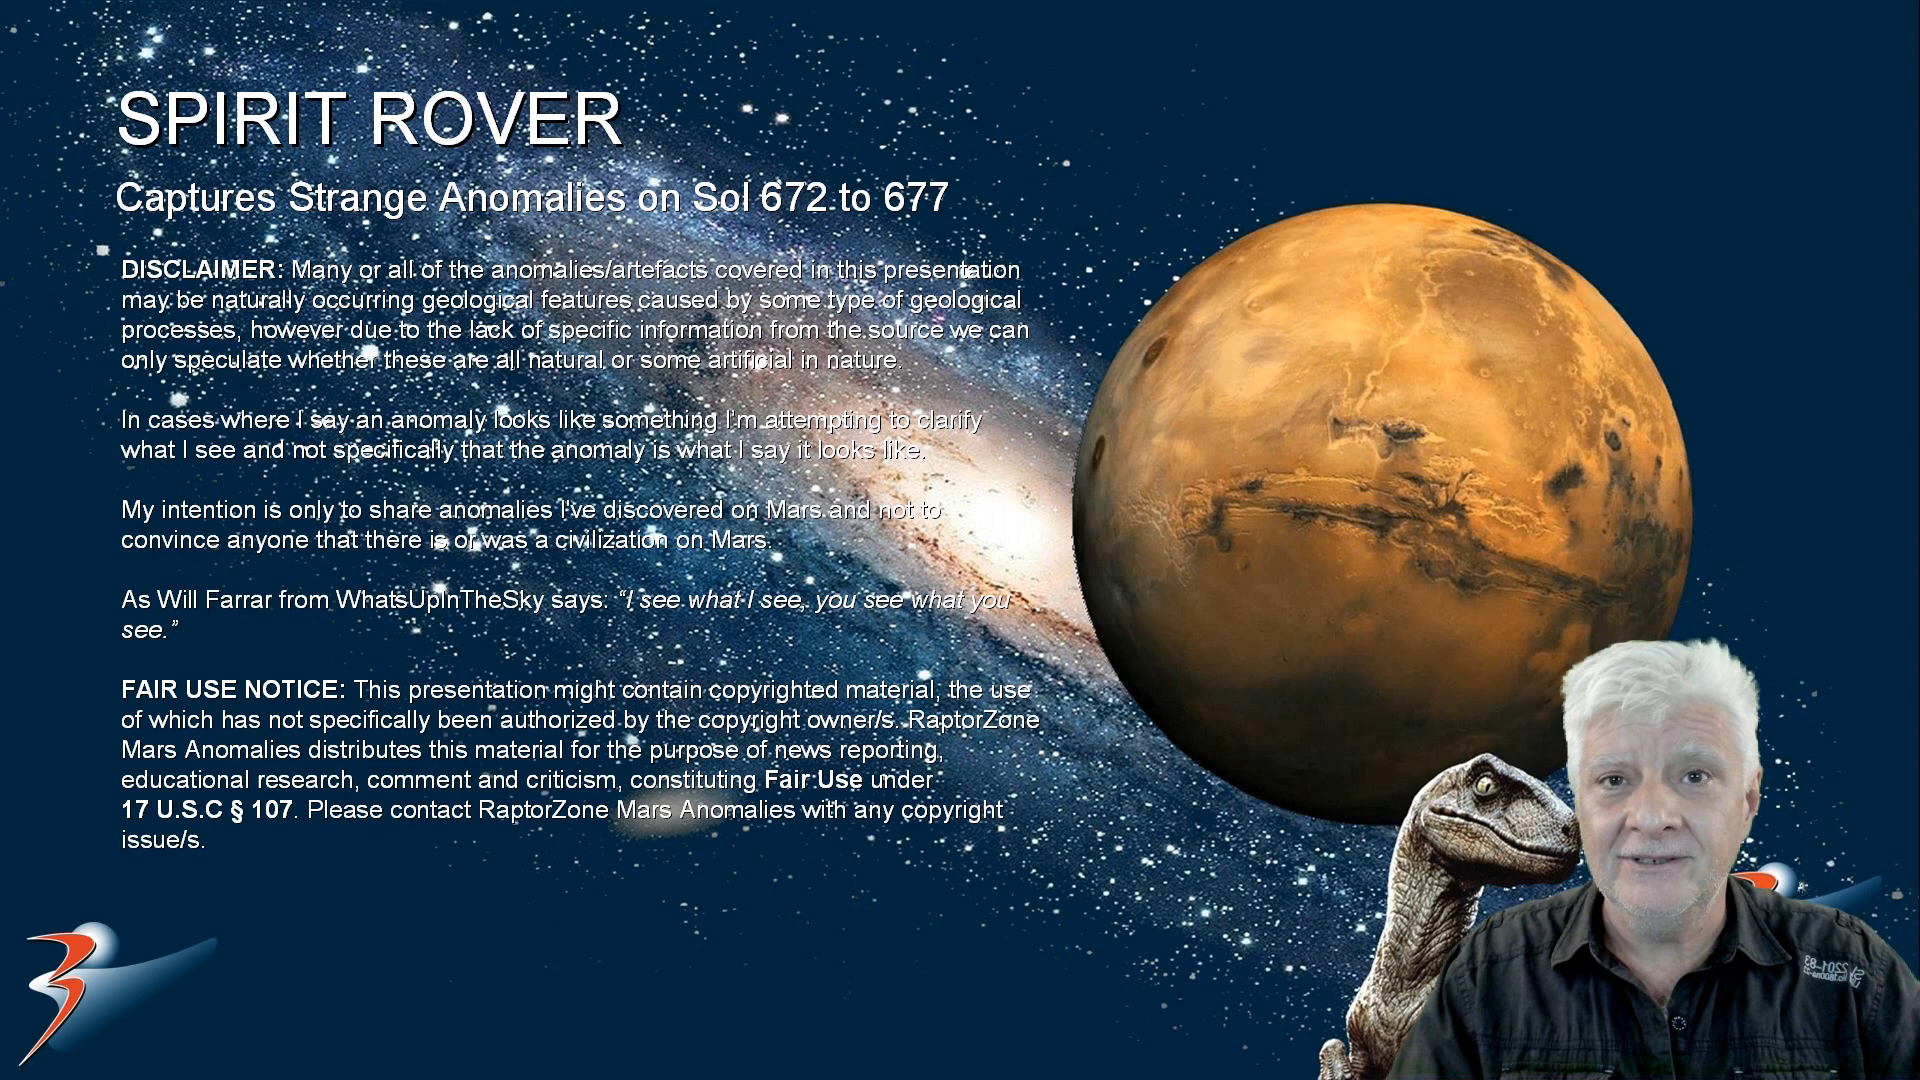 SPIRIT ROVER
Captures Strange Anomalies on Sol 672 to 677
DISCLAIMER: Many or all of the anomalies/artefacts covered in this presentation
may be naturally occurring geological features caused by some type of geological
processes, however due to the lack of specific information from the source we can
only speculate whether these are all natural or some artificial in nature.
In cases where I say an anomaly looks like something I'm attempting to clarify
what I see and not specifically that the anomaly is what I say it looks like.
My intention is only to share anomalies I've discovered on Mars and not to
convince anyone that there is or was a civilization on Mars.
As Will Farrar from WhatsUpInTheSky says: “I see what I see, you see what you
see.”
FAIR USE NOTICE: This presentation might contain copyrighted material, the use
of which has not specifically been authorized by the copyright owner/s. RaptorZone
Mars Anomalies distributes this material for the purpose of news reporting,
educational research, comment and criticism, constituting Fair Use under
17 U.S.C § 107. Please contact RaptorZone Mars Anomalies with any copyright
issue/s.
2201-83